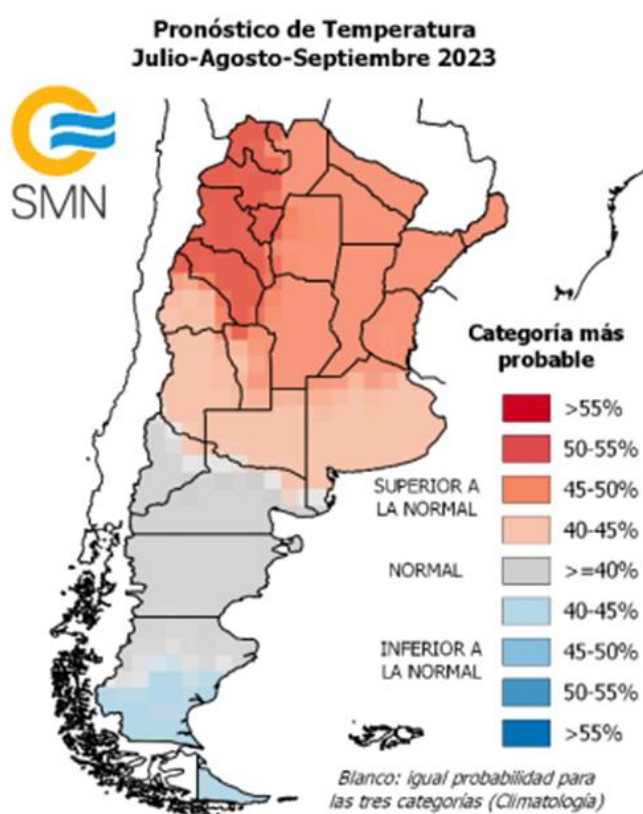 Pronóstico de Temperatura
Julio-Agosto-Septiembre 2023
SMN
Categoría más
probable
>55%
50-55%
SUPERIOR A
LA NORMAL
45-50%
40-45%
NORMAL
>=40%
40-45%
INFERIOR A
LA NORMAL
45-50%
50-55%
>55%
Blanco: igual probabilidad para
las tres categorías (Climatología)